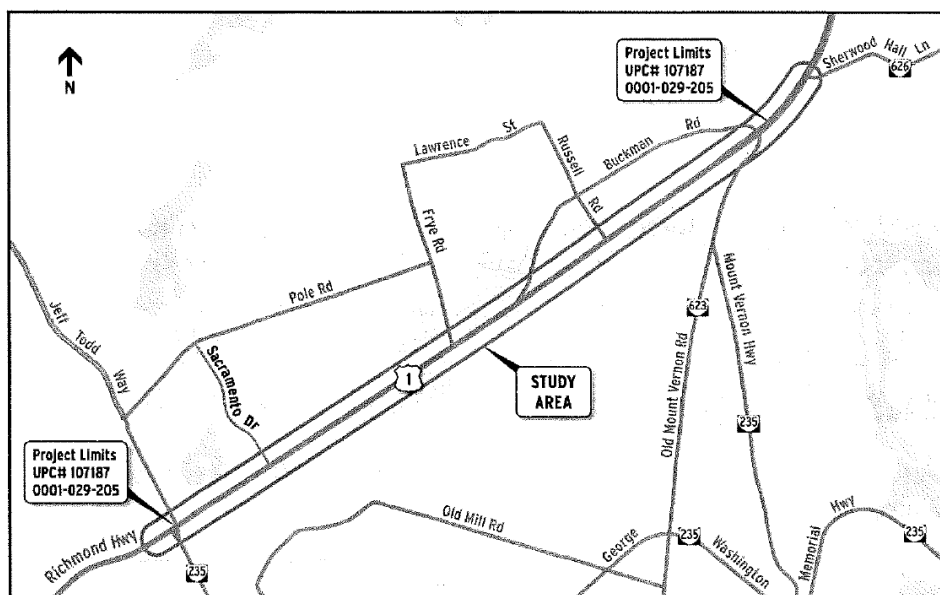 N
Project Limits
UPC# 107187
0001-029-205
Sherwood Hall Ln
626
Lawrence St
Russell Rd
Buckman Rd
Frye Rd
Pole Rd
Jeff Todd Way
Sacramento Dr
1
STUDY
AREA
623
Mount Vernon Hwy
Old Mount Vernon Rd
235
Project Limits
UPC# 107187
0001-029-205
Richmond Hwy
235
Old Mill Rd
George Washington
235
Memorial Hwy
235